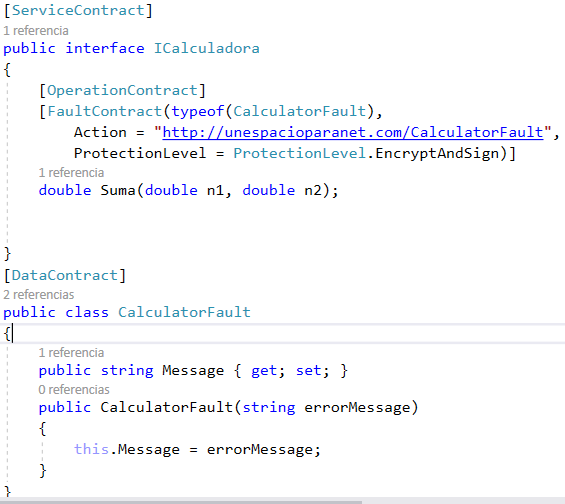 [ServiceContract]
1 referencia
public interface ICalculadora
{
[OperationContract]
[FaultContract(typeof(CalculatorFault),
Action = "http://unespacioparanet.com/CalculatorFault",
ProtectionLevel = ProtectionLevel.EncryptAndSign)]
1 referencia
double Suma(double n1, double n2);
}
[DataContract]
2 referencias
public class CalculatorFault
{
1 referencia
public string Message { get; set; }
0 referencias
public CalculatorFault(string errorMessage)
{
this.Message = errorMessage;
}
}